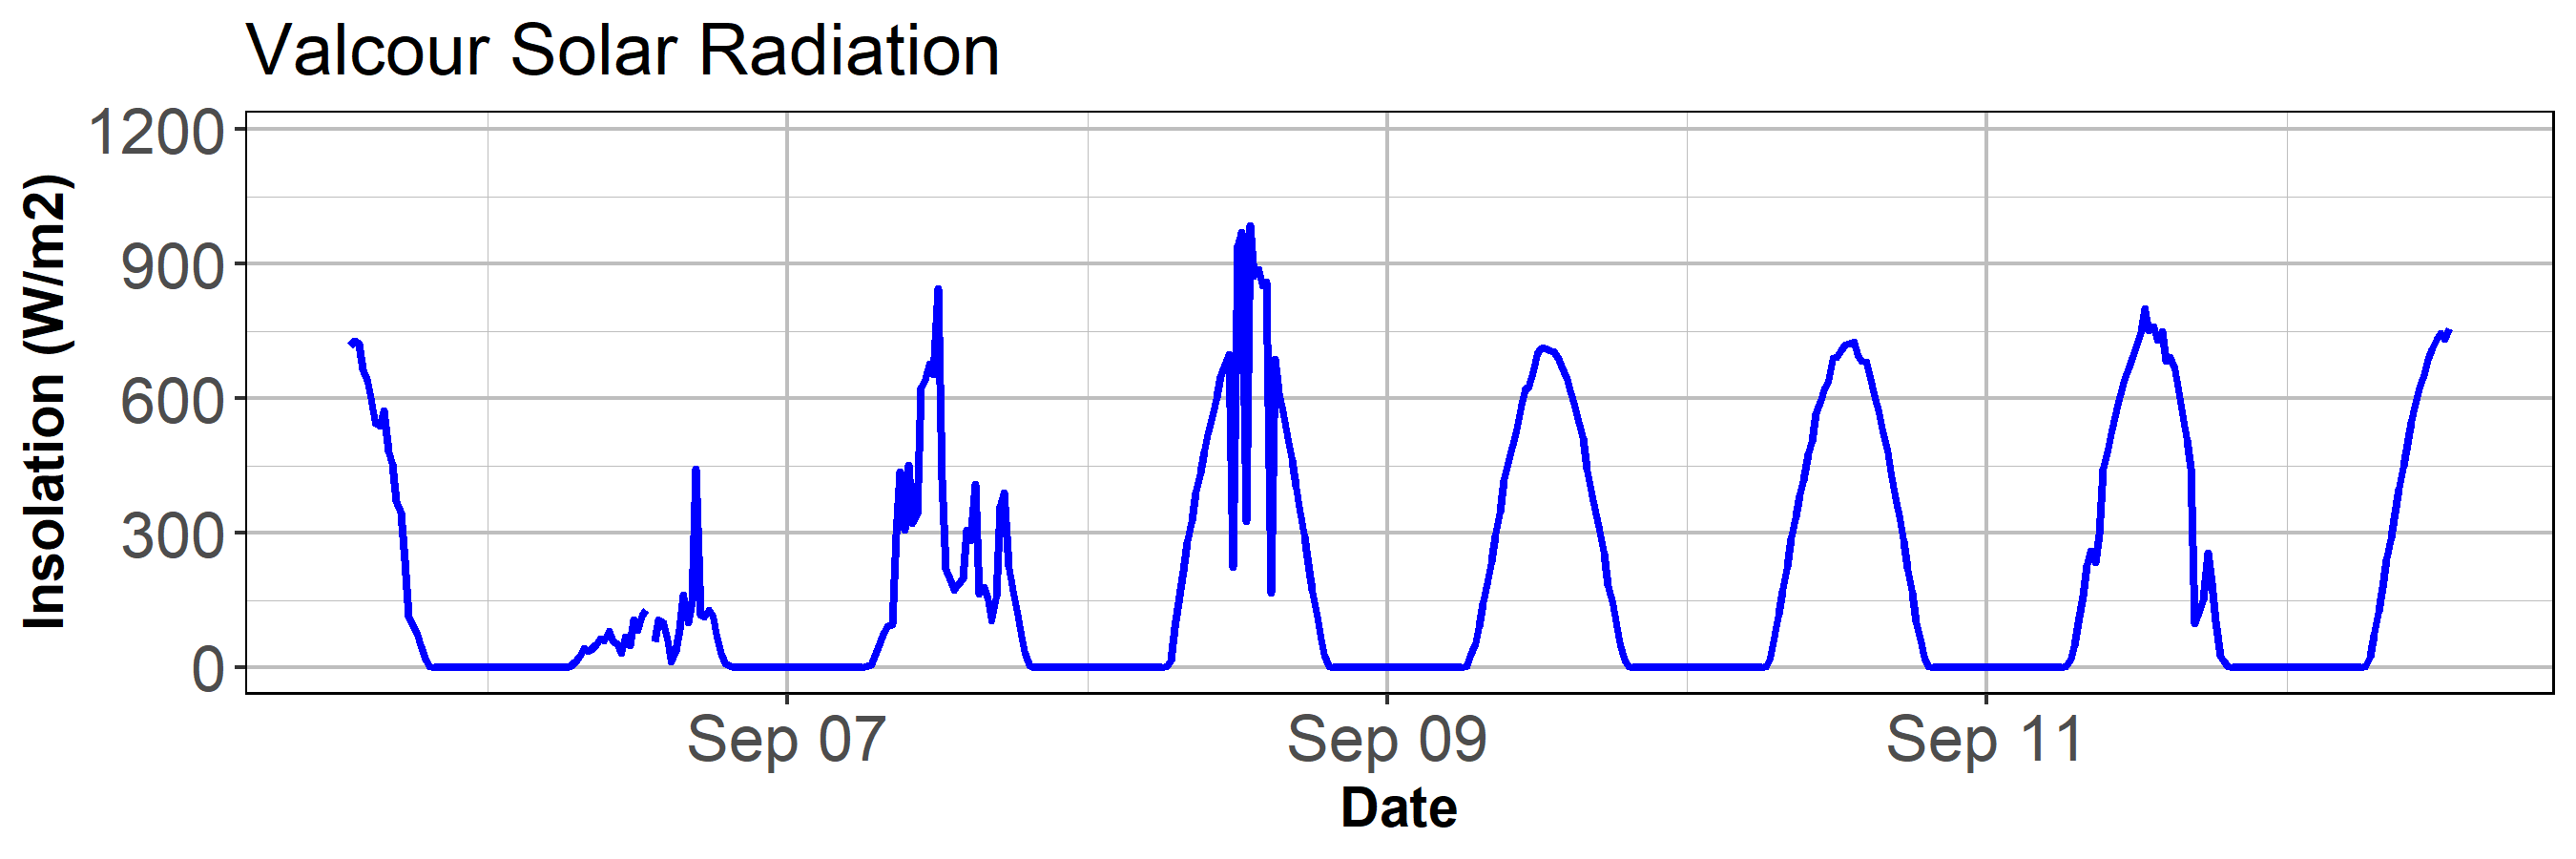 Valcour Solar Radiation
1200
900
600
300
0
Insolation (W/m2)
Sep 07
Sep 09
Sep 11
Date